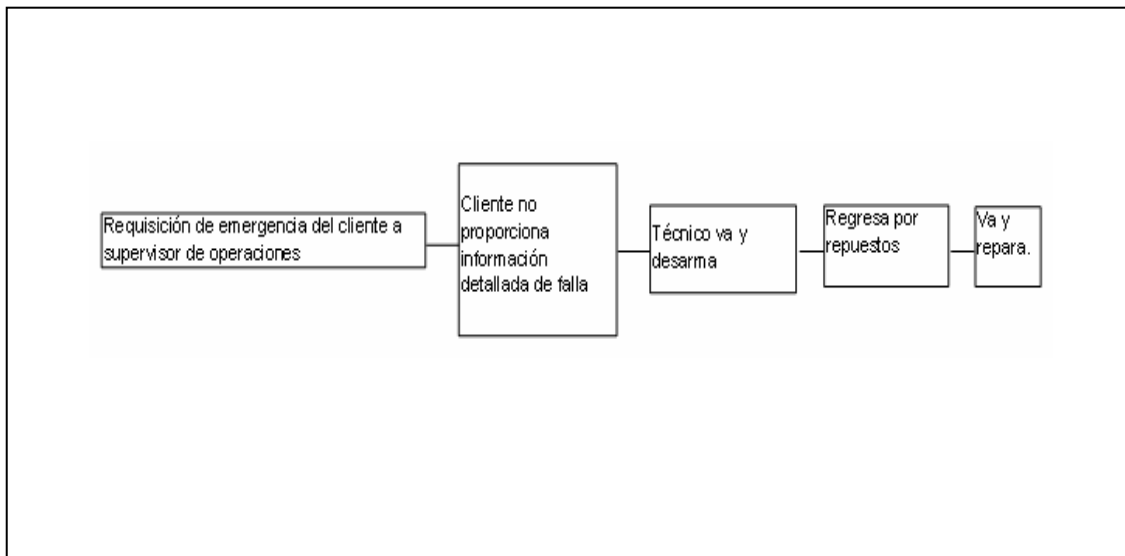 Requisición de emergencia del cliente a
supervisor de operaciones
Cliente no
proporciona
información
detallada de falla
Técnico va y
desarma
Regresa por
repuestos
Va y
repara.